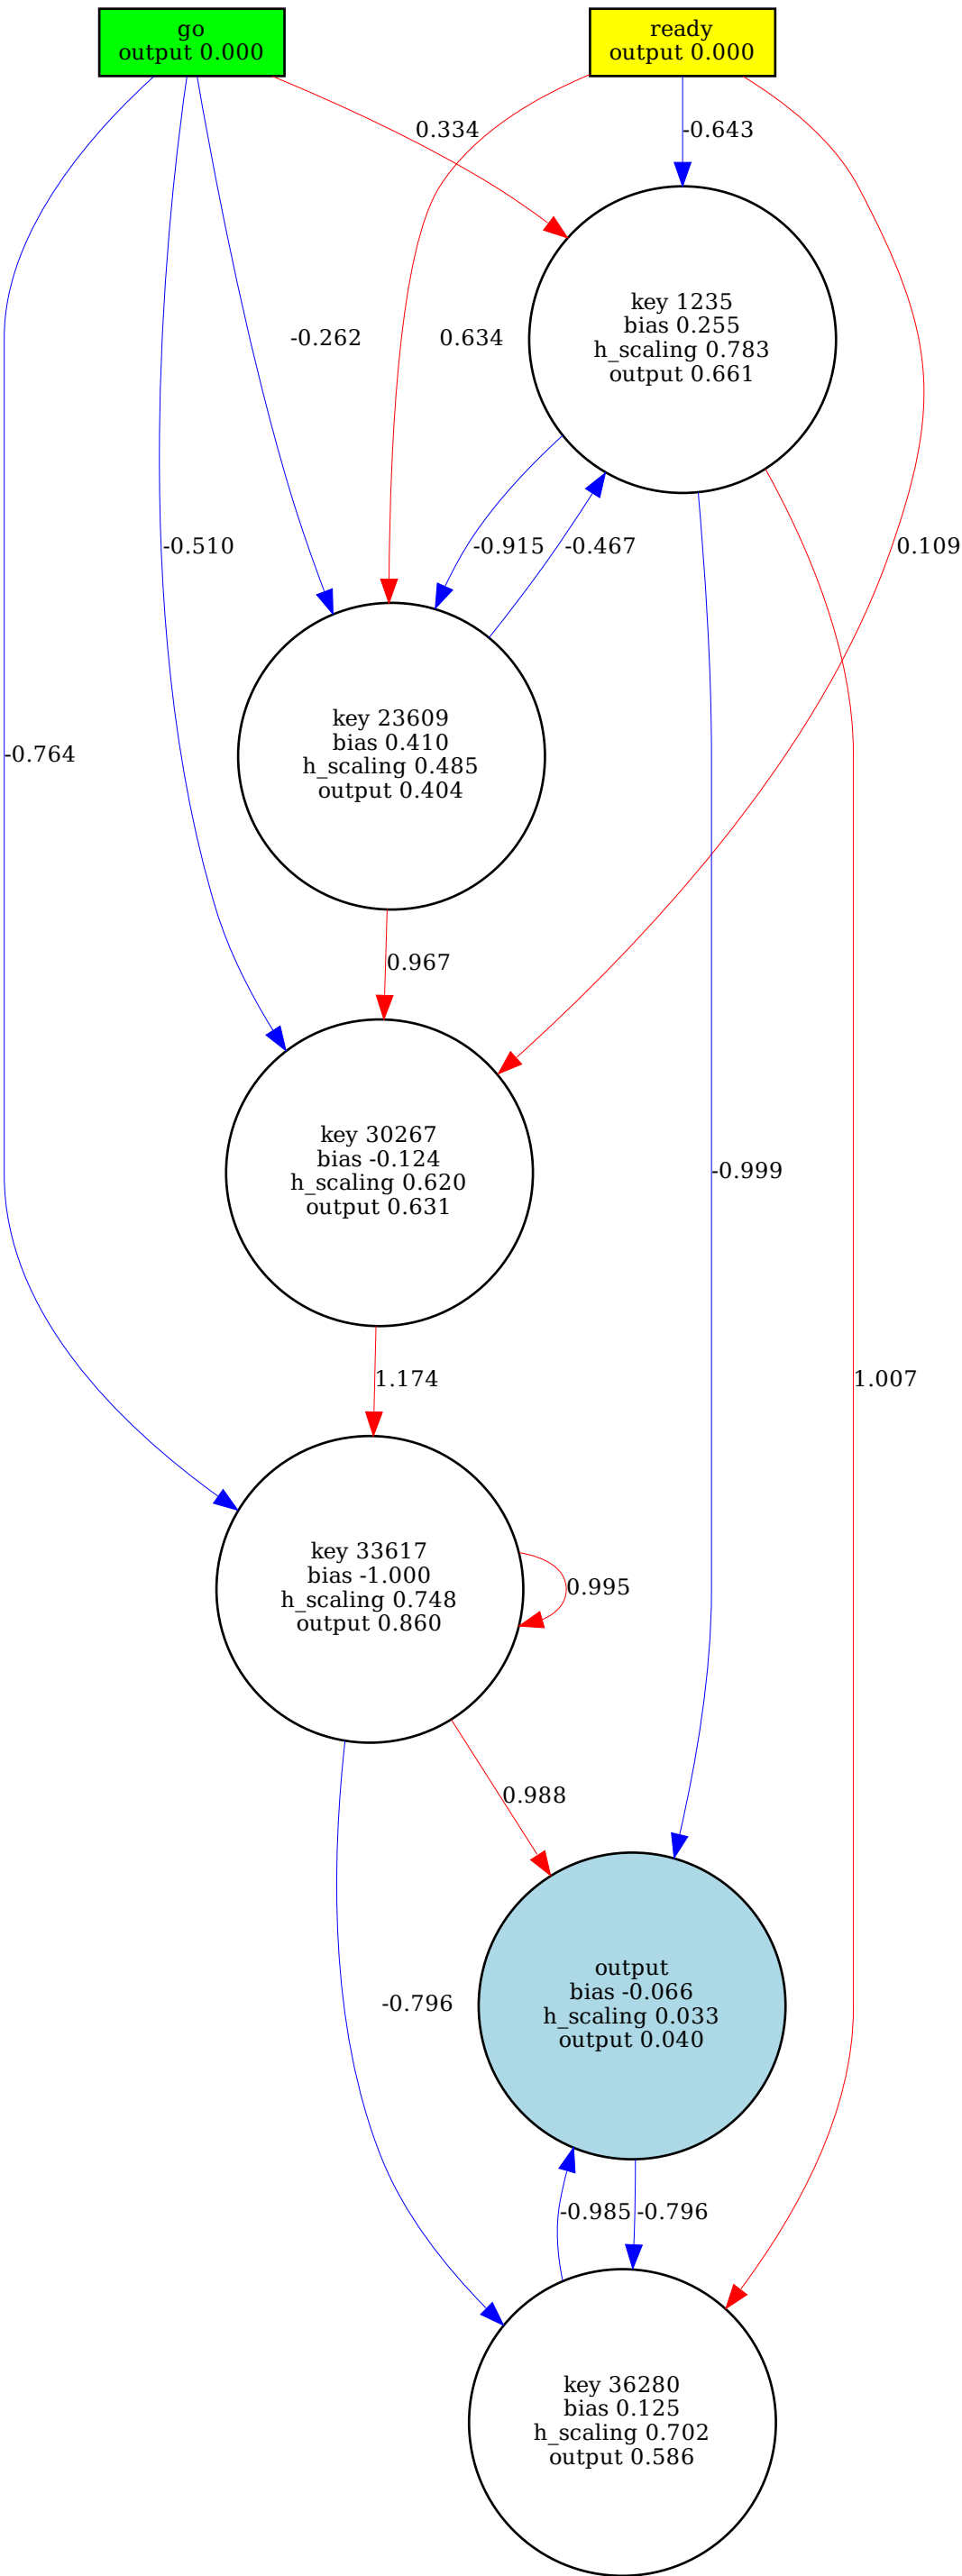 go
output 0.000
ready
output 0.000
0.334
-0.643
key 1235
bias 0.255
h_scaling 0.783
output 0.661
-0.262
0.634
-0.510
-0.915
-0.467
0.109
key 23609
bias 0.410
h_scaling 0.485
output 0.404
-0.764
0.967
key 30267
bias -0.124
h_scaling 0.620
output 0.631
-0.999
1.174
1.007
key 33617
bias -1.000
h_scaling 0.748
output 0.860
0.995
0.988
output
bias -0.066
h_scaling 0.033
output 0.040
-0.796
-0.985
-0.796
key 36280
bias 0.125
h_scaling 0.702
output 0.586